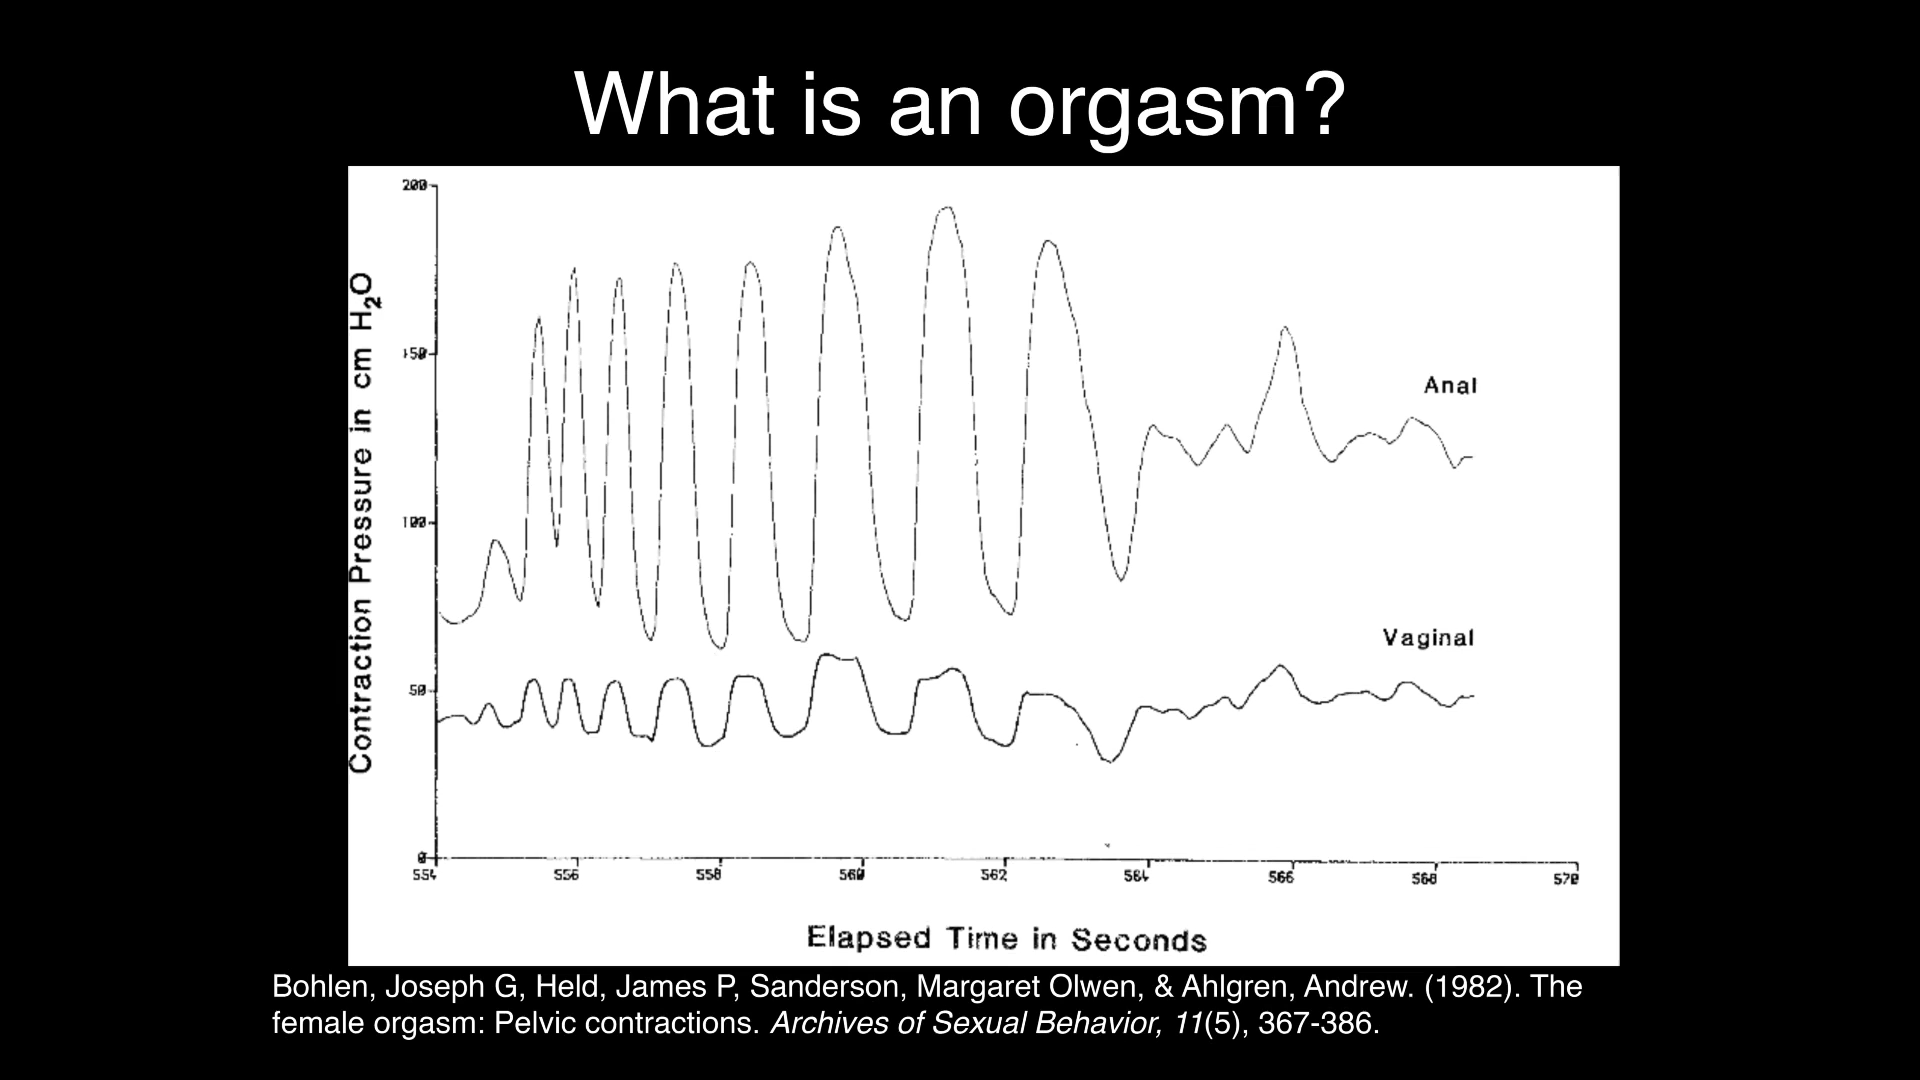 What is an orgasm?
200
150
100
50
0
Contraction Pressure in cm H₂O
Anal
Vaginal
554 556 558 560 562 564 566 568 570
Elapsed Time in Seconds
Bohlen, Joseph G, Held, James P, Sanderson, Margaret Olwen, & Ahlgren, Andrew. (1982). The
female orgasm: Pelvic contractions. Archives of Sexual Behavior, 11(5), 367-386.